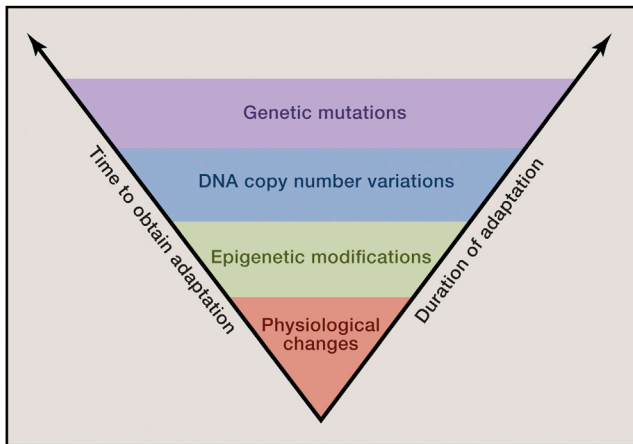 Genetic mutations
DNA copy number variations
Epigenetic modifications
Physiological
changes
Time to obtain adaptation
Duration of adaptation